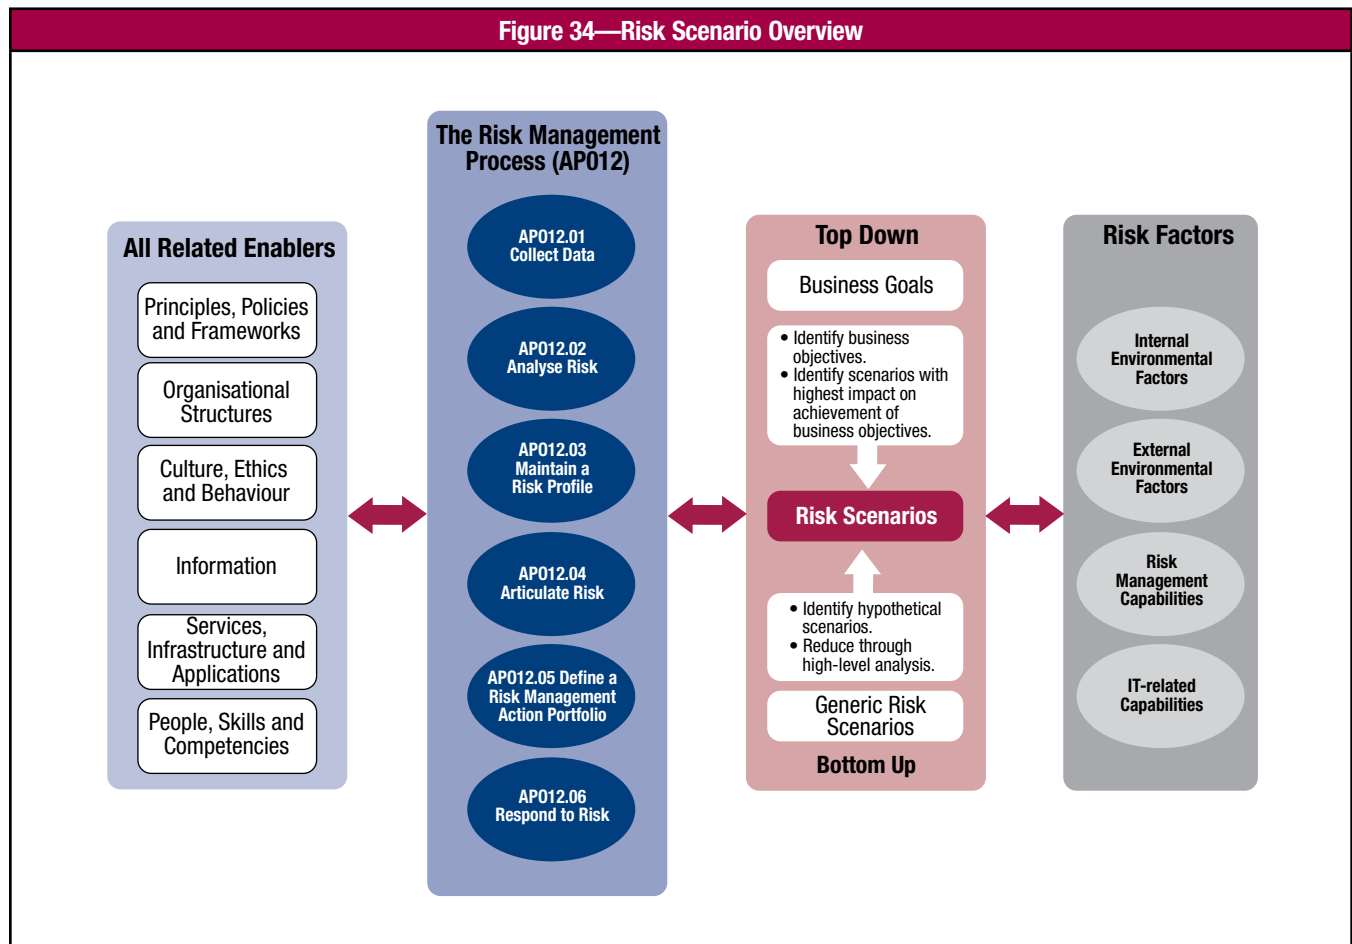 Figure 34—Risk Scenario Overview
All Related Enablers
Principles, Policies
and Frameworks
Organisational
Structures
Culture, Ethics
and Behaviour
Information
Services,
Infrastructure and
Applications
People, Skills and
Competencies
The Risk Management
Process (APO12)
APO12.01
Collect Data
APO12.02
Analyse Risk
APO12.03
Maintain a
Risk Profile
APO12.04
Articulate Risk
APO12.05 Define a
Risk Management
Action Portfolio
APO12.06
Respond to Risk
Top Down
Business Goals
• Identify business
objectives.
• Identify scenarios with
highest impact on
achievement of
business objectives.
Risk Scenarios
• Identify hypothetical
scenarios.
• Reduce through
high-level analysis.
Generic Risk
Scenarios
Bottom Up
Risk Factors
Internal
Environmental
Factors
External
Environmental
Factors
Risk
Management
Capabilities
IT-related
Capabilities